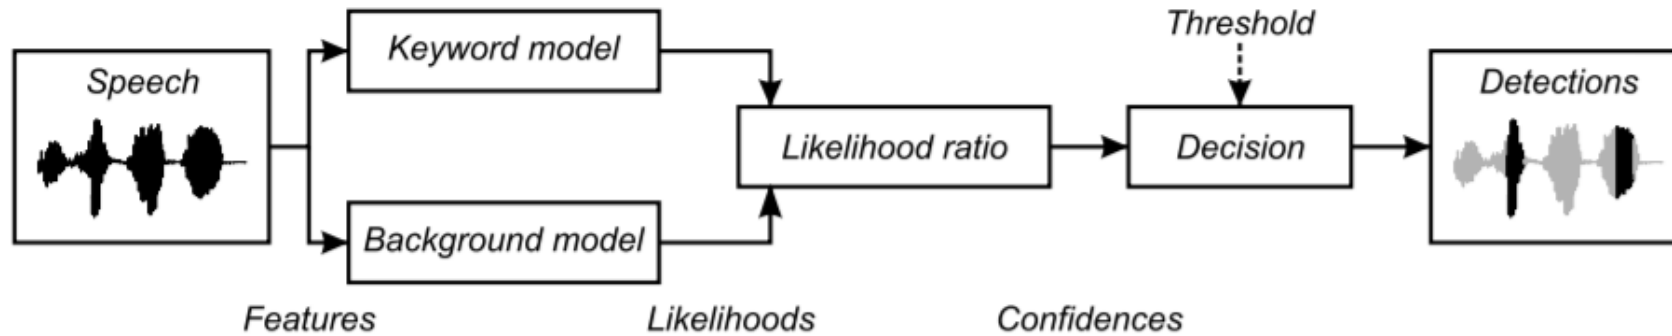 Speech
Keyword model
Background model
Likelihood ratio
Threshold
Decision
Detections
Features
Likelihoods
Confidences